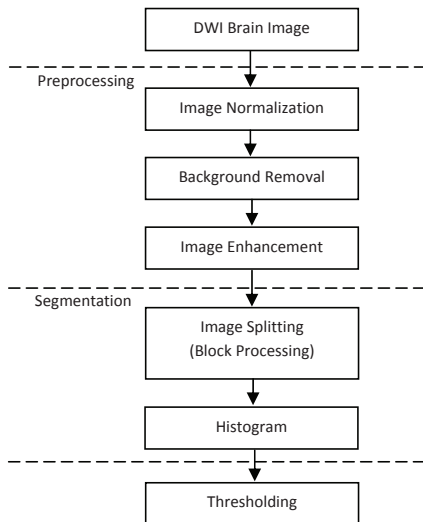 DWI Brain Image
Preprocessing
Image Normalization
Background Removal
Image Enhancement
Segmentation
Image Splitting
(Block Processing)
Histogram
Thresholding